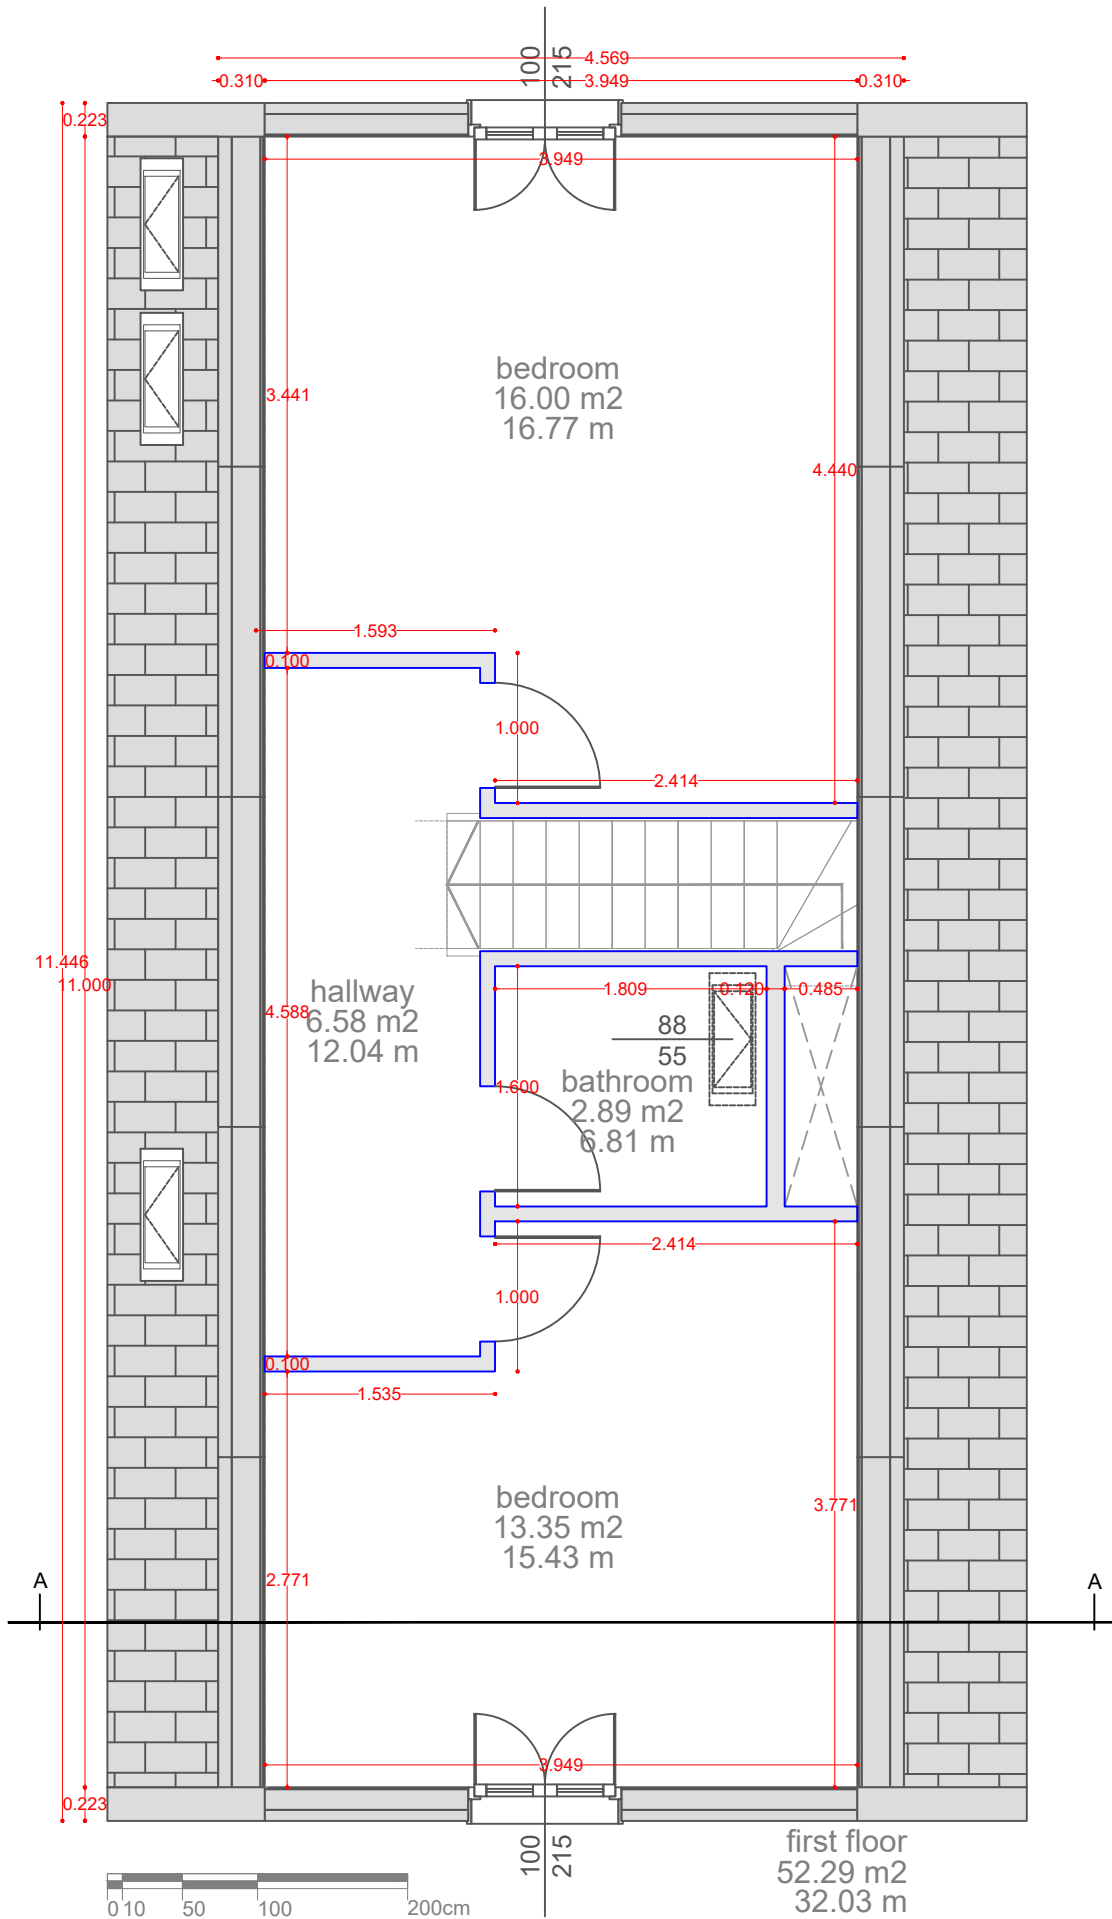 100
215
4.569
0.310
3.949
0.310
0.223
3.949
bedroom
16.00 m2
16.77 m
3.441
4.440
1.593
0.100
1.000
2.414
11.446
11.000
hallway
6.58 m2
12.04 m
4.588
1.809
0.120
0.485
88
55
bathroom
2.89 m2
6.81 m
1.600
2.414
1.000
0.100
1.535
bedroom
13.35 m2
15.43 m
3.771
2.771
A
A
3.949
0.223
100
215
first floor
52.29 m2
32.03 m
0 10 50 100 200cm